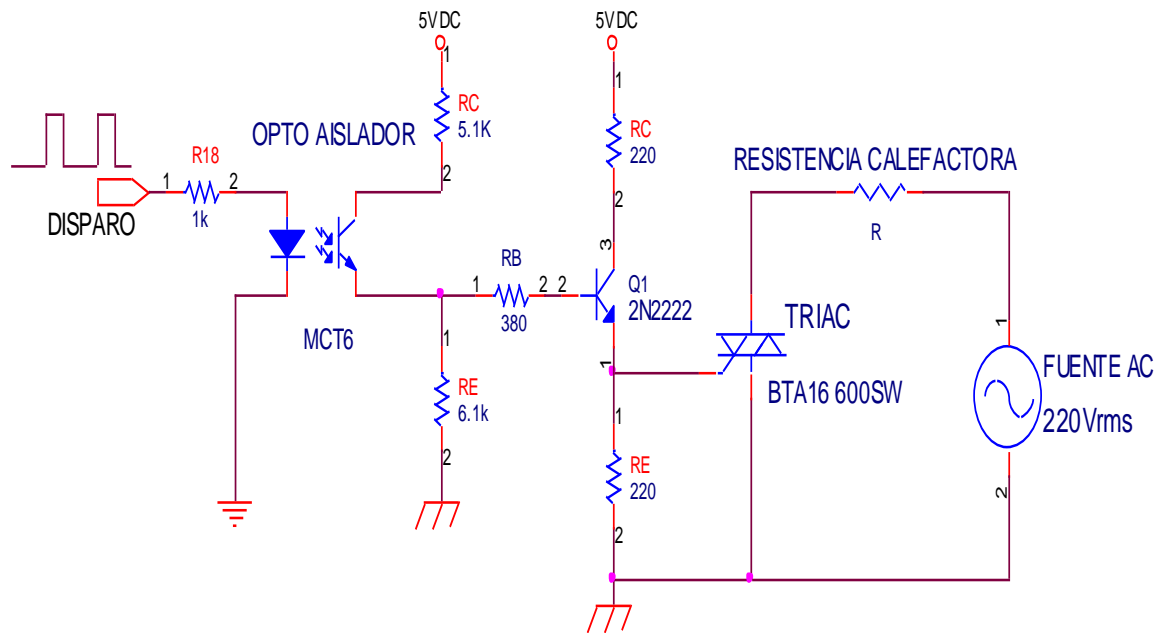 5VDC
5VDC
1
1
RC
5.1K
2
RC
220
2
OPTO AISLADOR
R18
1
2
1k
DISPARO
MCT6
RESISTENCIA CALEFACTORA
R
3
RB
1
2
2
380
Q1
2N2222
1
TRIAC
BTA16 600SW
1
FUENTE AC
220Vrms
2
1
RE
6.1k
2
1
RE
220
2